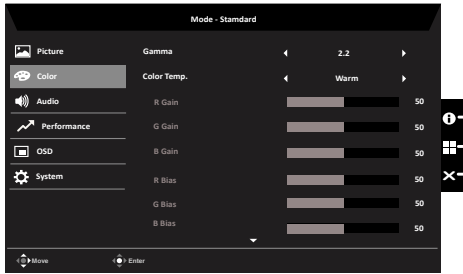 Mode - Standard
Picture
Gamma
2.2
Color
Color Temp.
Warm
Audio
R Gain
50
Performance
G Gain
50
OSD
B Gain
50
System
R Bias
50
G Bias
50
B Bias
50
Move
Enter